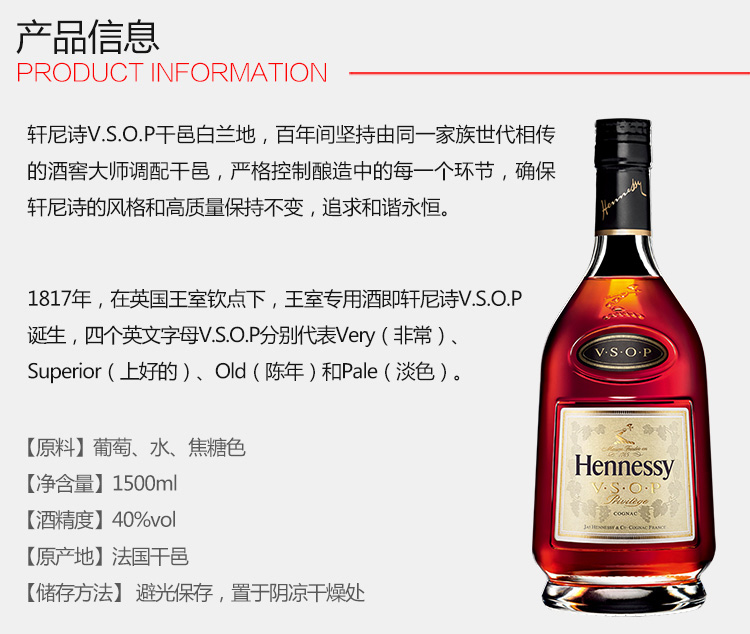 产品信息
PRODUCT INFORMATION
轩尼诗V.S.O.P干邑白兰地，百年间坚持由同一家族世代相传
的酒窖大师调配干邑，严格控制酿造中的每一个环节，确保
轩尼诗的风格和高质量保持不变，追求和谐永恒。
1817年，在英国王室钦点下，王室专用酒即轩尼诗V.S.O.P
诞生，四个英文字母V.S.O.P分别代表Very（非常）、
Superior（上好的）、Old（陈年）和Pale（淡色）。
【原料】葡萄、水、焦糖色
【净含量】1500ml
【酒精度】40%vol
【原产地】法国干邑
【储存方法】 避光保存，置于阴凉干燥处
Hennessy
V·S·O·P
Hennessy
V·S·O·P
Privilège
COGNAC
JAS HENNESSY & CO COGNAC FRANCE